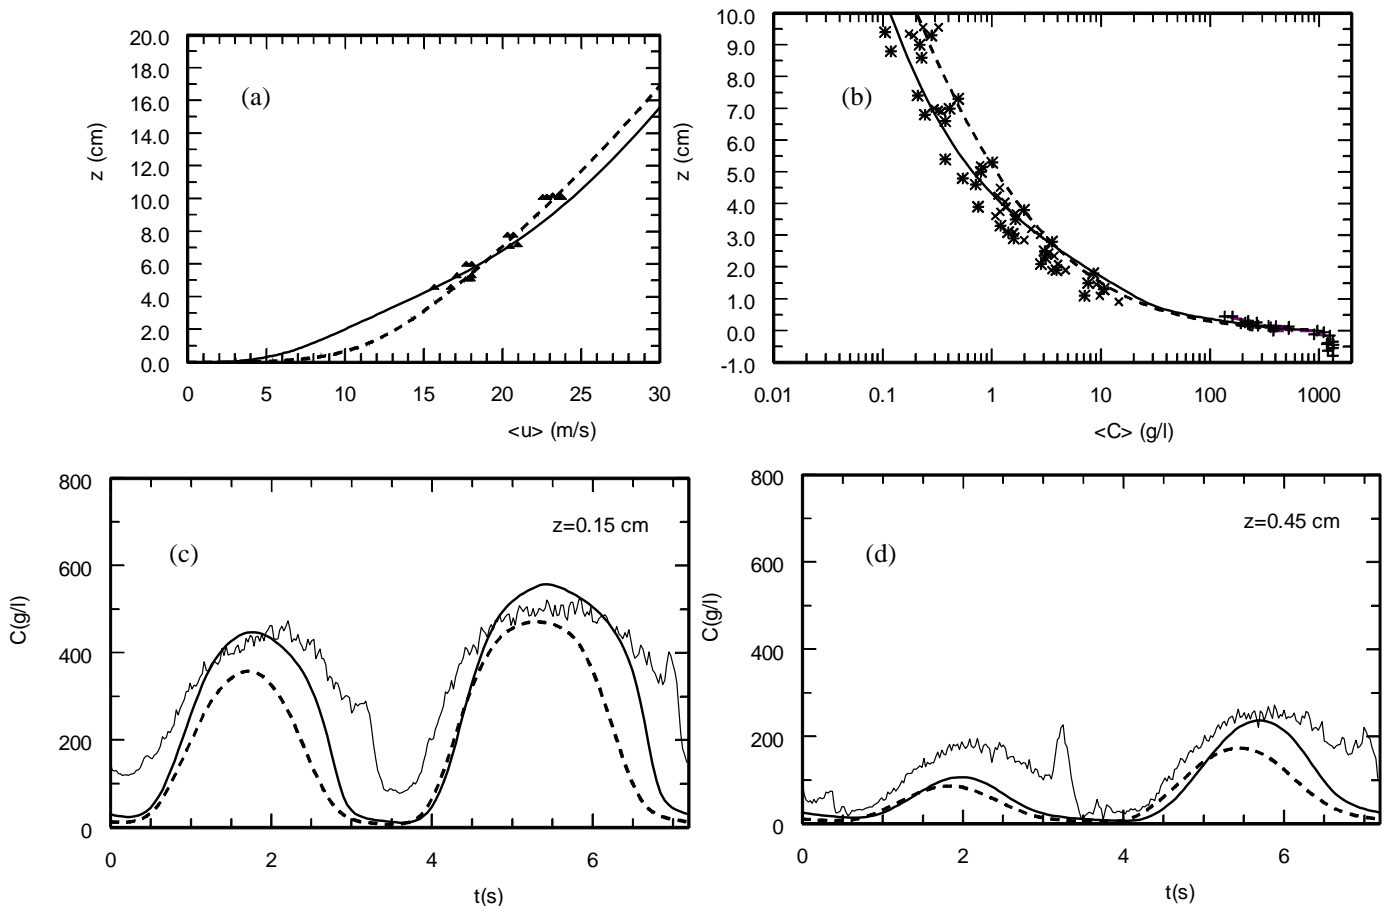 20.0
18.0
16.0
14.0
12.0
10.0
8.0
6.0
4.0
2.0
0.0
z (cm)
(a)
0 5 10 15 20 25 30
<u> (m/s)
10.0
9.0
8.0
7.0
6.0
5.0
4.0
3.0
2.0
1.0
0.0
-1.0
z (cm)
(b)
0.01 0.1 1 10 100 1000
<C> (g/l)
800
600
400
200
0
C(g/l)
z=0.15 cm
(c)
0 2 4 6
t(s)
800
600
400
200
0
C(g/l)
z=0.45 cm
(d)
0 2 4 6
t(s)